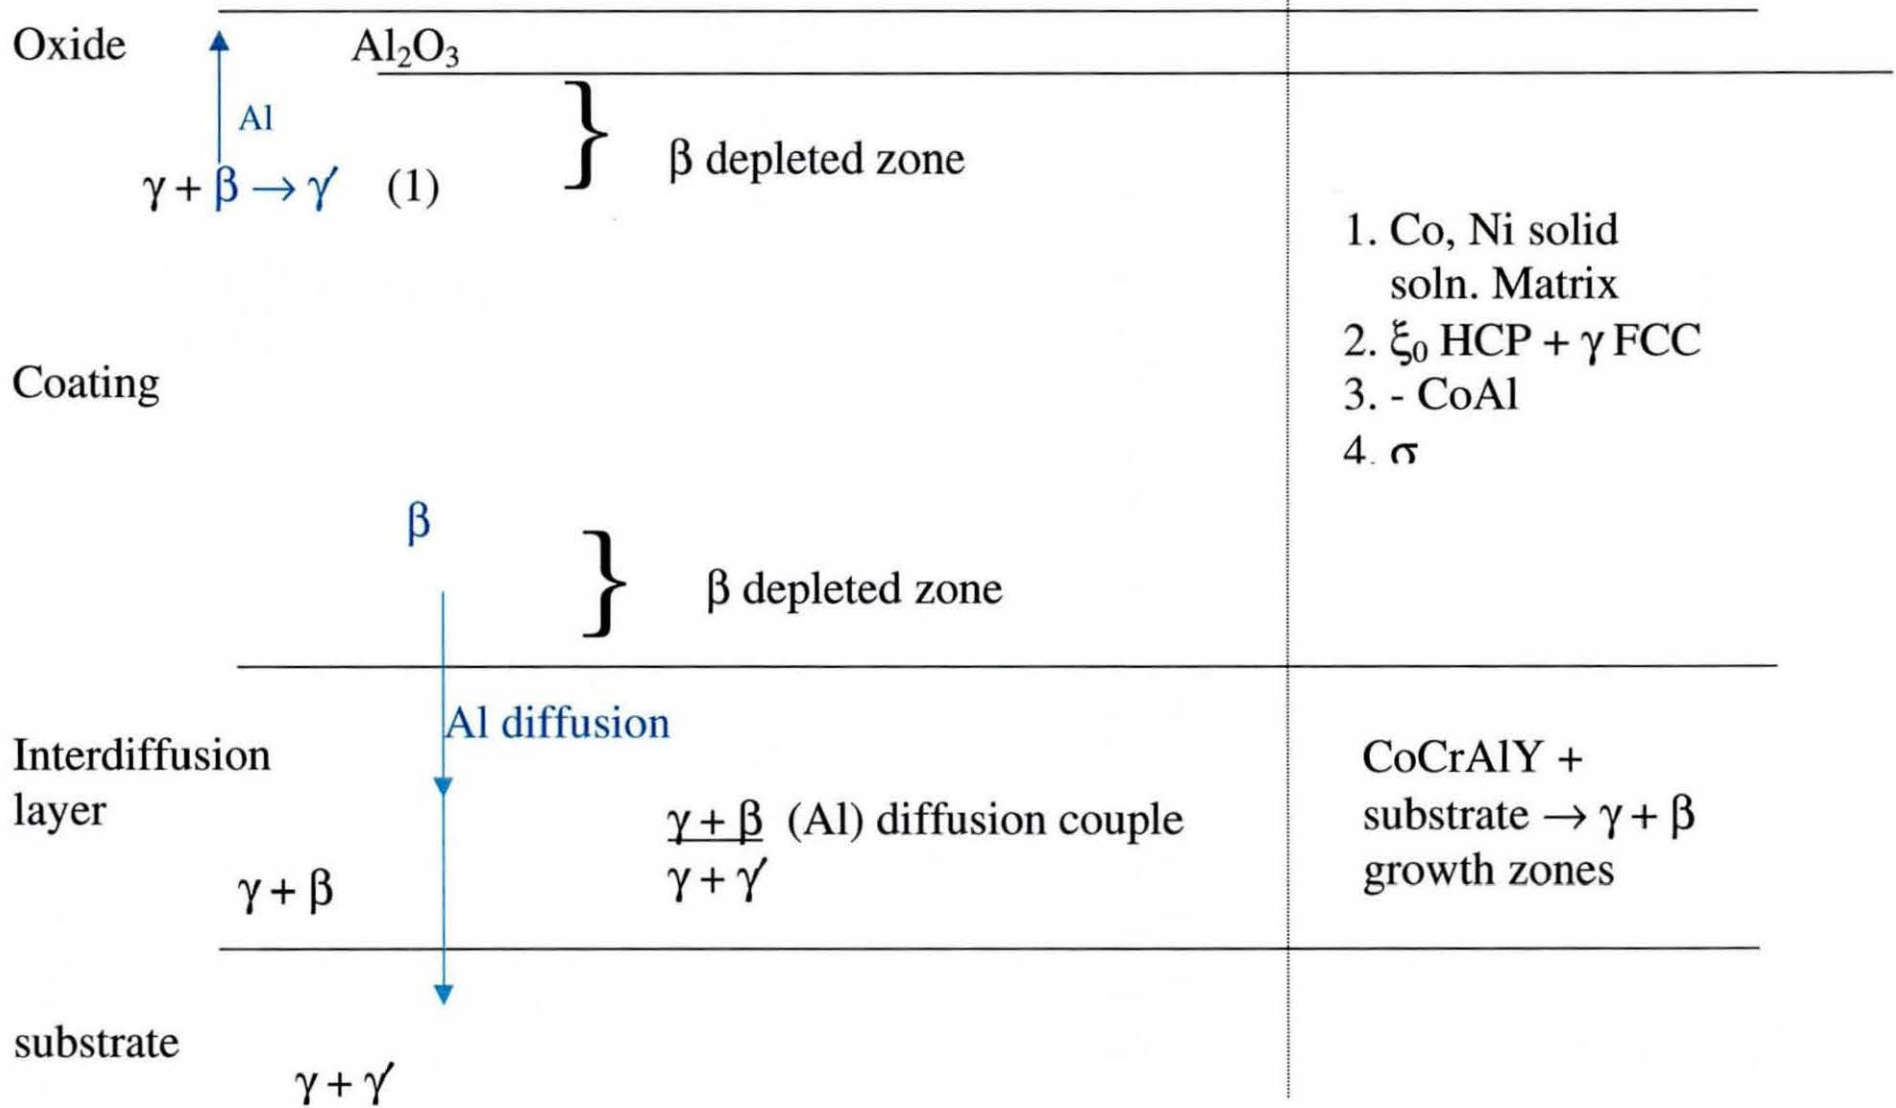 Oxide
Al₂O₃
Al
γ + β → γ′ (1)
} β depleted zone
1. Co, Ni solid
soln. Matrix
2. ξ₀ HCP + γ FCC
3. - CoAl
4. σ
Coating
β
} β depleted zone
Al diffusion
Interdiffusion
layer
γ + β (Al) diffusion couple
γ + γ′
γ + β
CoCrAlY +
substrate → γ + β
growth zones
substrate
γ + γ′